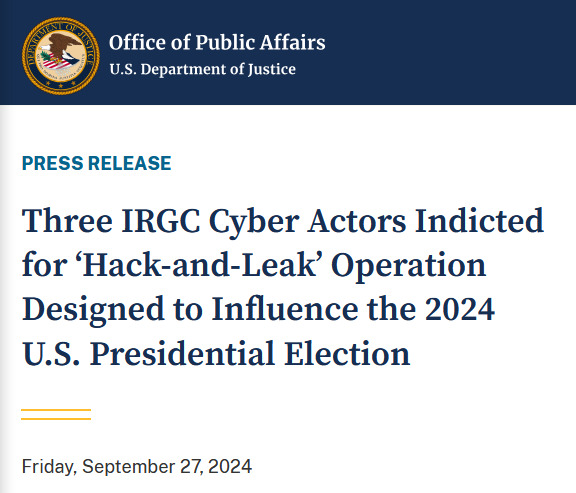 Office of Public Affairs
U.S. Department of Justice
PRESS RELEASE
Three IRGC Cyber Actors Indicted
for ‘Hack-and-Leak’ Operation
Designed to Influence the 2024
U.S. Presidential Election
Friday, September 27, 2024